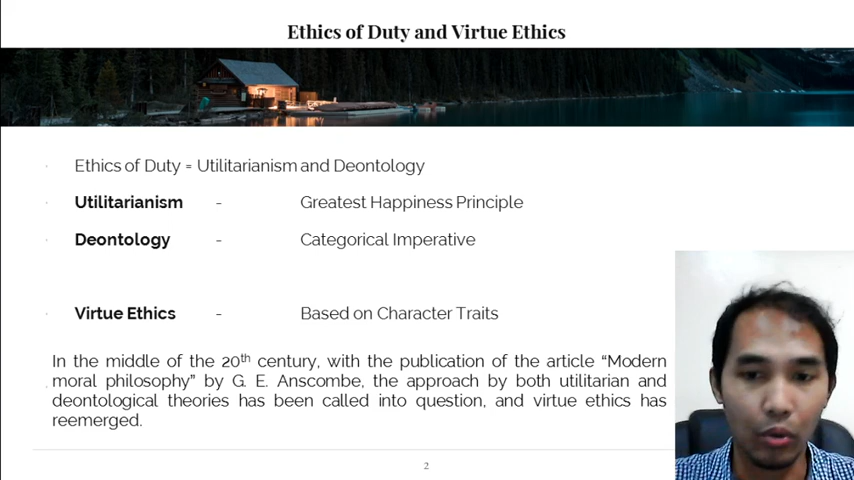 Ethics of Duty and Virtue Ethics
Ethics of Duty = Utilitarianism and Deontology
Utilitarianism - Greatest Happiness Principle
Deontology - Categorical Imperative
Virtue Ethics - Based on Character Traits
In the middle of the 20th century, with the publication of the article “Modern
moral philosophy” by G. E. Anscombe, the approach by both utilitarian and
deontological theories has been called into question, and virtue ethics has
reemerged.
2